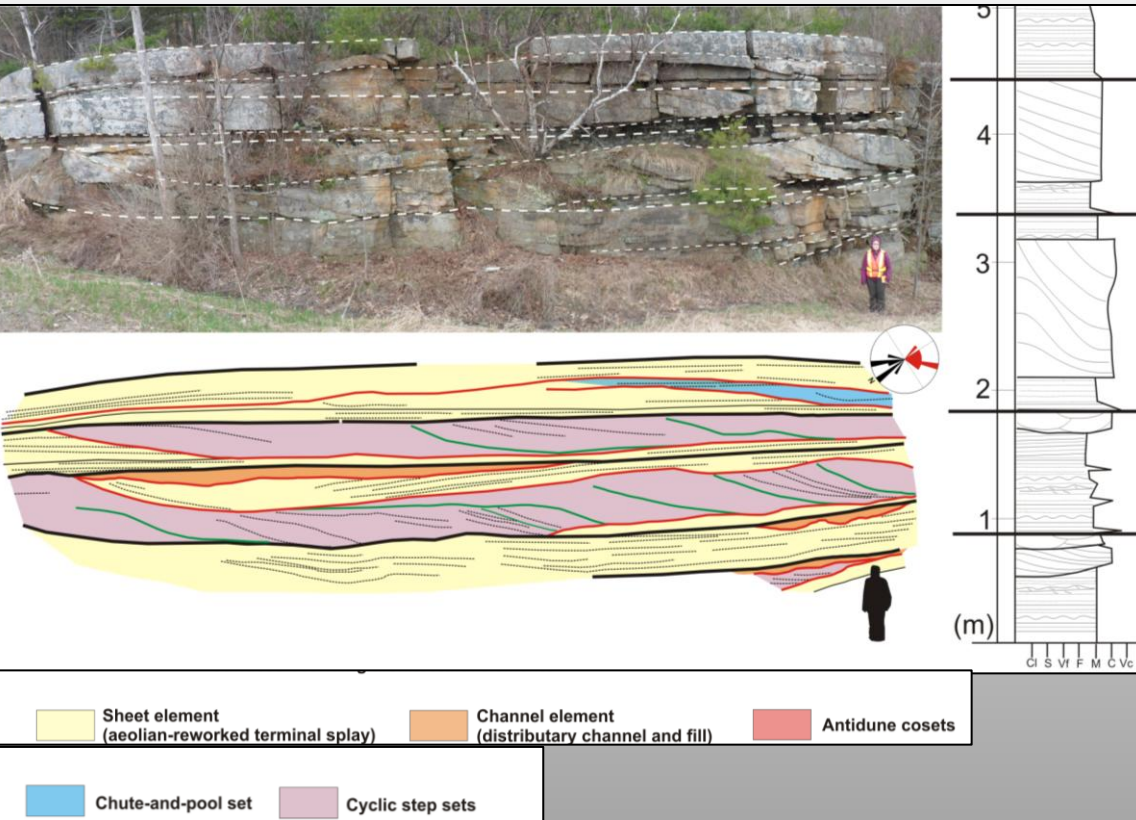 5
4
3
2
1
(m)
Cl S Vf F M C Vc
N
Sheet element
(aeolian-reworked terminal splay)
Channel element
(distributary channel and fill)
Antidune cosets
Chute-and-pool set
Cyclic step sets